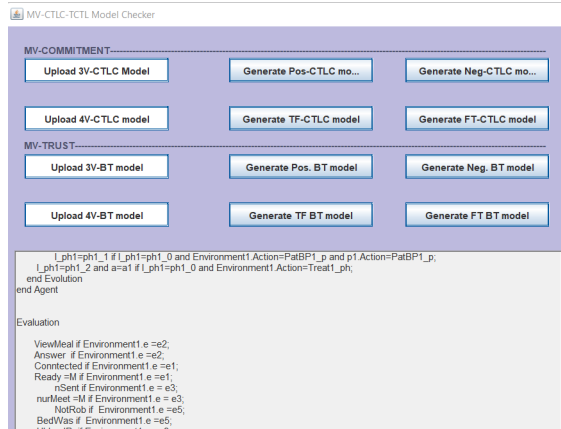 MV-CTLC-TCTL Model Checker
MV-COMMITMENT
Upload 3V-CTLC Model Generate Pos-CTLC mo... Generate Neg-CTLC mo...
Upload 4V-CTLC model Generate TF-CTLC model Generate FT-CTLC model
MV-TRUST
Upload 3V-BT model Generate Pos. BT model Generate Neg. BT model
Upload 4V-BT model Generate TF BT model Generate FT BT model
l_ph1=ph1_1 if l_ph1=ph1_0 and Environment1.Action=PatBP1_p and p1.Action=PatBP1_p;
l_ph1=ph1_2 and a=a1 if l_ph1=ph1_0 and Environment1.Action=Treat1_ph;
end Evolution
end Agent
Evaluation
ViewMeal if Environment1.e =e2;
Answer if Environment1.e =e2;
Conntected if Environment1.e =e1;
Ready =M if Environment1.e =e1;
nSent if Environment1.e = e3;
nurMeet =M if Environment1.e = e3;
NotRob if Environment1.e =e5;
BedWas if Environment1.e =e5;